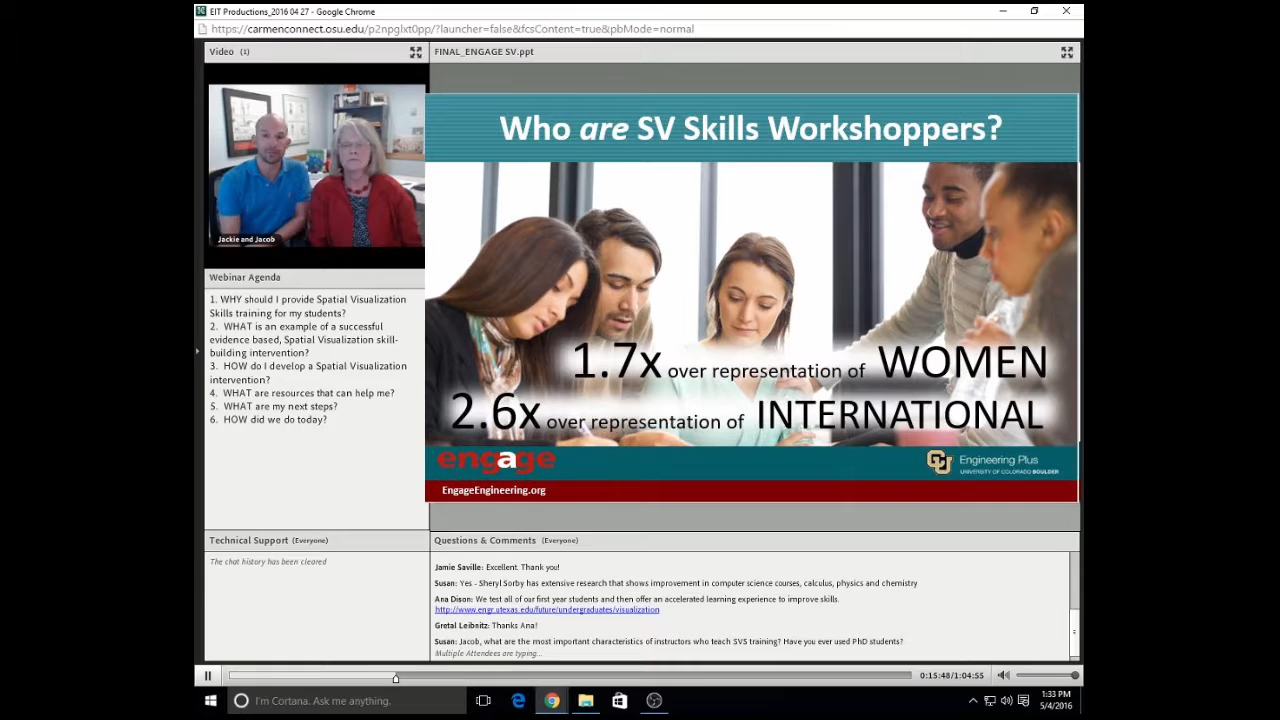 EIT Productions_2016 04 27 - Google Chrome
https://carmenconnect.osu.edu/p2npglxt0pp/?launcher=false&fcsContent=true&pbMode=normal
Video (1)
FINAL_ENGAGE SV.ppt
Jackie and Jacob
Who are SV Skills Workshoppers?
1.7x over representation of WOMEN
2.6x over representation of INTERNATIONAL
engage
Engineering Plus
UNIVERSITY OF COLORADO BOULDER
EngageEngineering.org
Webinar Agenda
1. WHY should I provide Spatial Visualization
Skills training for my students?
2. WHAT is an example of a successful
evidence based, Spatial Visualization skill-
building intervention?
3. HOW do I develop a Spatial Visualization
intervention?
4. WHAT are resources that can help me?
5. WHAT are my next steps?
6. HOW did we do today?
Technical Support (Everyone)
The chat history has been cleared
Questions & Comments (Everyone)
Jamie Saville: Excellent. Thank you!
Susan: Yes - Sheryl Sorby has extensive research that shows improvement in computer science courses, calculus, physics and chemistry
Ana Dison: We test all of our first year students and then offer an accelerated learning experience to improve skills.
http://www.engr.utexas.edu/future/undergraduates/visualization
Gretal Leibnitz: Thanks Ana!
Susan: Jacob, what are the most important characteristics of instructors who teach SVS training? Have you ever used PhD students?
Multiple Attendees are typing...
0:15:48/1:04:55
I'm Cortana. Ask me anything.
1:33 PM
5/4/2016